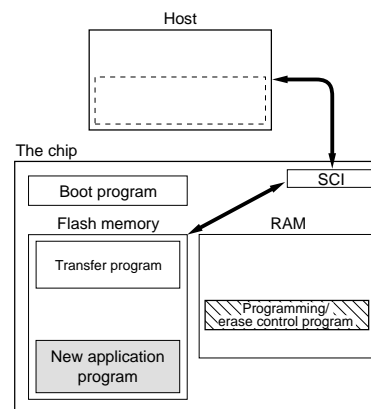 Host
The chip
SCI
Boot program
Flash memory
RAM
Transfer program
Programming/
erase control program
New application
program